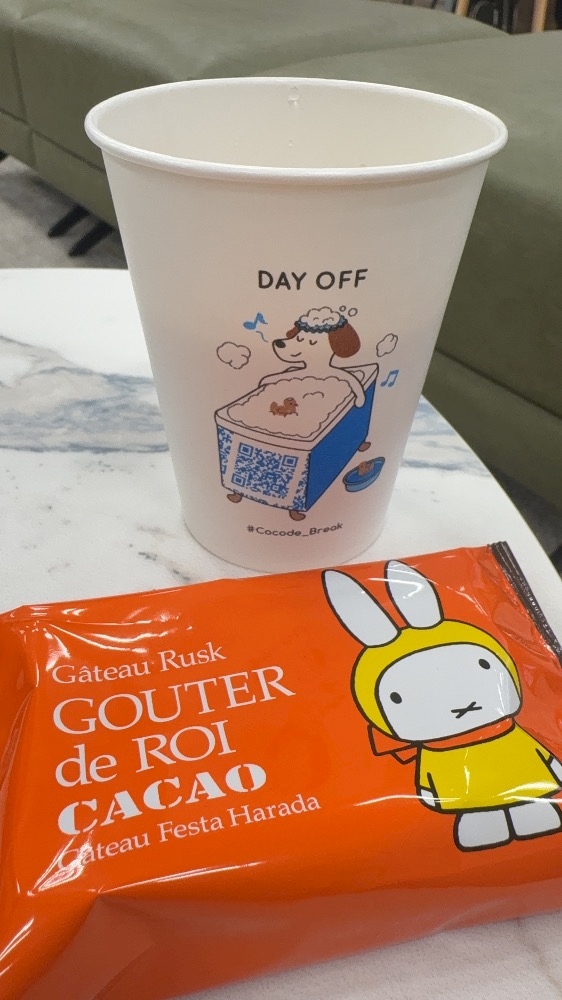 DAY OFF
#Cocode_Break
Gâteau Rusk
GOUTER
de ROI
CACAO
Gâteau Festa Harada